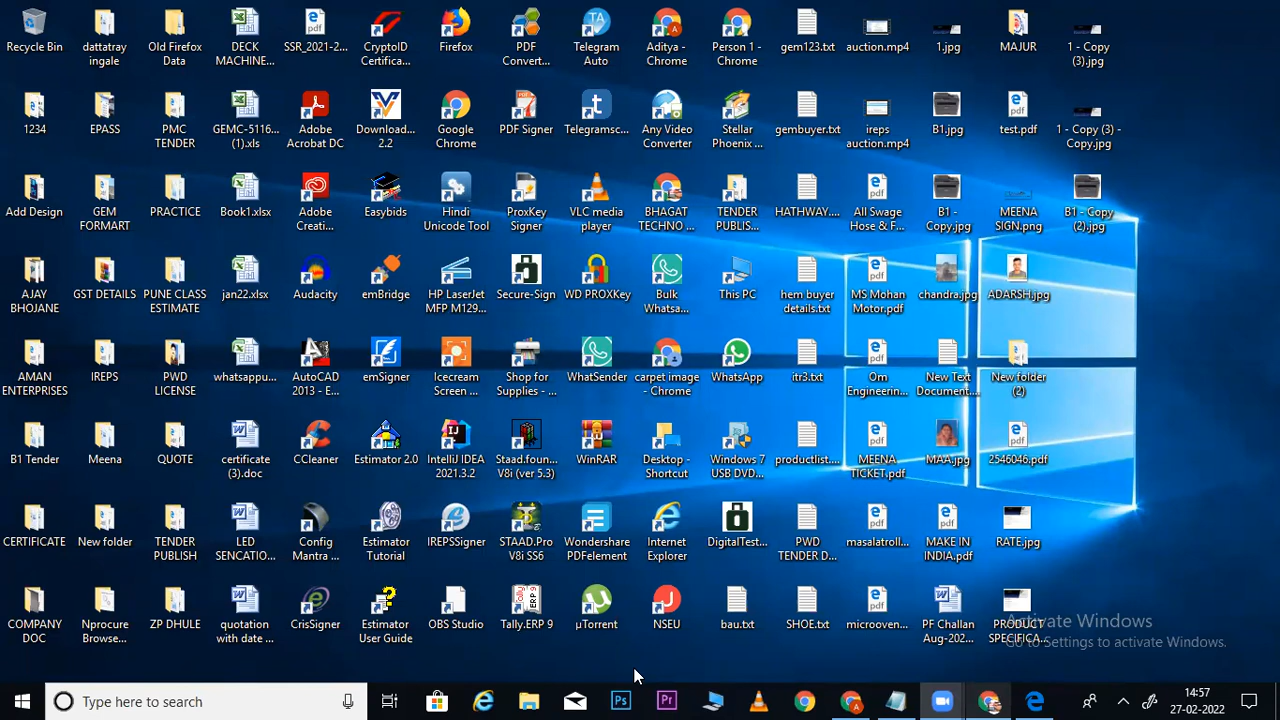 Recycle Bin
dattatray
ingale
Old Firefox
Data
DECK
MACHINE...
SSR_2021-2...
CryptoID
Certifica...
Firefox
PDF
Convert...
Telegram
Auto
Aditya -
Chrome
Person 1 -
Chrome
gem123.txt
auction.mp4
1.jpg
MAJUR
1 - Copy
(3).jpg
1234
EPASS
PMC
TENDER
GEMC-5116...
(1).xls
Adobe
Acrobat DC
Download...
2.2
Google
Chrome
PDF Signer
Telegramsc...
Any Video
Converter
Stellar
Phoenix ...
gembuyer.txt
ireps
auction.mp4
B1.jpg
test.pdf
1 - Copy (3) -
Copy.jpg
Add Design
GEM
FORMART
PRACTICE
Book1.xlsx
Adobe
Creati...
Easybids
Hindi
Unicode Tool
ProxKey
Signer
VLC media
player
BHAGAT
TECHNO ...
TENDER
PUBLIS...
HATHWAY....
All Swage
Hose & F...
B1 -
Copy.jpg
MEENA
SIGN.png
B1 - Copy
(2).jpg
AJAY
BHOJANE
GST DETAILS
PUNE CLASS
ESTIMATE
jan22.xlsx
Audacity
emBridge
HP LaserJet
MFP M129...
Secure-Sign
WD PROXKey
Bulk
Whatsa...
This PC
hem buyer
details.txt
MS Mohan
Motor.pdf
chandra.jpg
ADARSH.jpg
AMAN
ENTERPRISES
IREPS
PWD
LICENSE
whatsappu...
AutoCAD
2013 - E...
emSigner
Icecream
Screen ...
Shop for
Supplies - ...
WhatSender
carpet image
- Chrome
WhatsApp
itr3.txt
Om
Engineerin...
New Text
Document....
New folder
(2)
B1 Tender
Meena
QUOTE
certificate
(3).doc
CCleaner
Estimator 2.0
IntelliJ IDEA
2021.3.2
Staad.foun...
V8i (ver 5.3)
WinRAR
Desktop -
Shortcut
Windows 7
USB DVD...
productlist....
MEENA
TICKET.pdf
MAA.jpg
2546046.pdf
CERTIFICATE
New folder
TENDER
PUBLISH
LED
SENCATIO...
Config
Mantra ...
Estimator
Tutorial
IREPSSigner
STAAD.Pro
V8i SS6
Wondershare
PDFelement
Internet
Explorer
DigitalTest...
PWD
TENDER D...
masalatroll...
MAKE IN
INDIA.pdf
RATE.jpg
COMPANY
DOC
Nprocure
Browse...
ZP DHULE
quotation
with date ...
CrisSigner
Estimator
User Guide
OBS Studio
Tally.ERP 9
µTorrent
NSEU
bau.txt
SHOE.txt
microoven...
PF Challan
Aug-202...
PRODUCT
SPECIFICA...
Activate Windows
Go to Settings to activate Windows.
Type here to search
14:57
27-02-2022